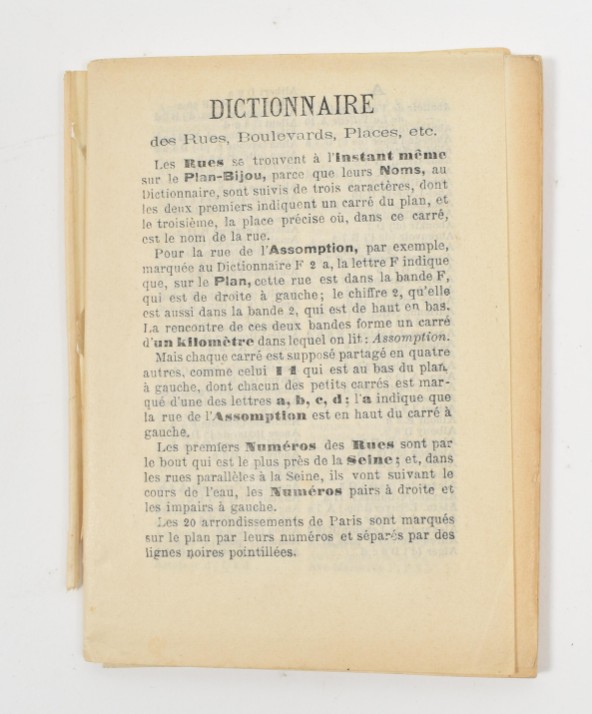 DICTIONNAIRE
des Rues, Boulevards, Places, etc.
Les Rues se trouvent à l'Instant même
sur le Plan-Bijou, parce que leurs Noms, au
Dictionnaire, sont suivis de trois caractères, dont
les deux premiers indiquent un carré du plan, et
le troisième, la place précise où, dans ce carré,
est le nom de la rue.
Pour la rue de l'Assomption, par exemple,
marquée au Dictionnaire F 2 a, la lettre F indique
que, sur le Plan, cette rue est dans la bande F,
qui est de droite à gauche; le chiffre 2, qu'elle
est aussi dans la bande 2, qui est de haut en bas.
La rencontre de ces deux bandes forme un carré
d'un kilomètre dans lequel on lit: Assomption.
Mais chaque carré est supposé partagé en quatre
autres, comme celui I 1 qui est au bas du plan,
à gauche, dont chacun des petits carrés est mar-
qué d'une des lettres a, b, c, d; l'a indique que
la rue de l'Assomption est en haut du carré à
gauche.
Les premiers Numéros des Rues sont par
le bout qui est le plus près de la Seine; et, dans
les rues parallèles à la Seine, ils vont suivant le
cours de l'eau, les Numéros pairs à droite et
les impairs à gauche.
Les 20 arrondissements de Paris sont marqués
sur le plan par leurs numéros et séparés par des
lignes noires pointillées.